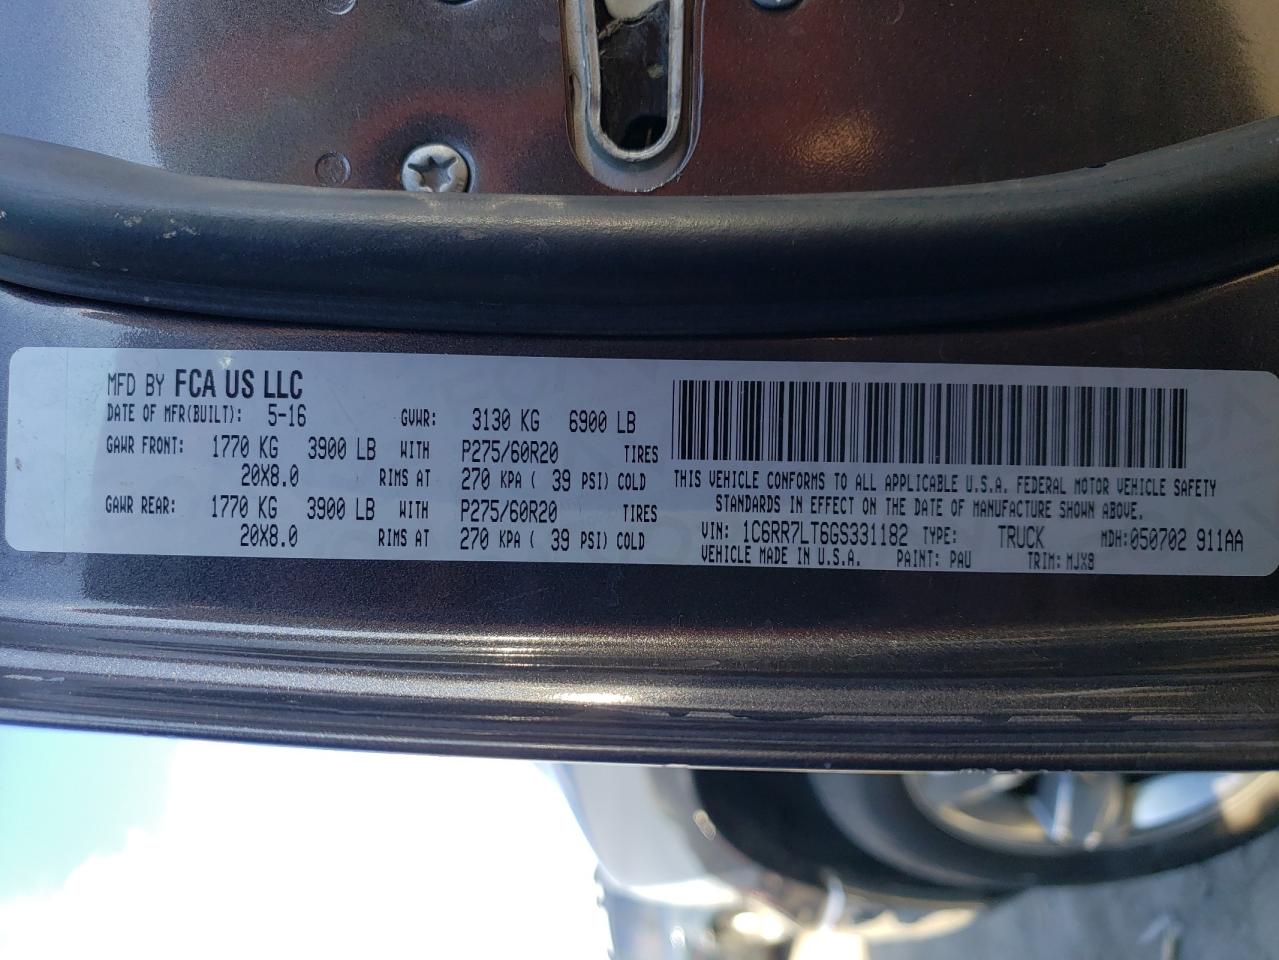 MFD BY FCA US LLC
DATE OF MFR(BUILT): 5-16 GVWR: 3130 KG 6900 LB
GAWR FRONT: 1770 KG 3900 LB WITH P275/60R20 TIRES
20X8.0 RIMS AT 270 KPA ( 39 PSI) COLD
GAWR REAR: 1770 KG 3900 LB WITH P275/60R20 TIRES
20X8.0 RIMS AT 270 KPA ( 39 PSI) COLD
THIS VEHICLE CONFORMS TO ALL APPLICABLE U.S.A. FEDERAL MOTOR VEHICLE SAFETY
STANDARDS IN EFFECT ON THE DATE OF MANUFACTURE SHOWN ABOVE.
VIN: 1C6RR7LT6GS331182 TYPE: TRUCK MDH:050702 911AA
VEHICLE MADE IN U.S.A. PAINT: PAU TRIM: MJX9